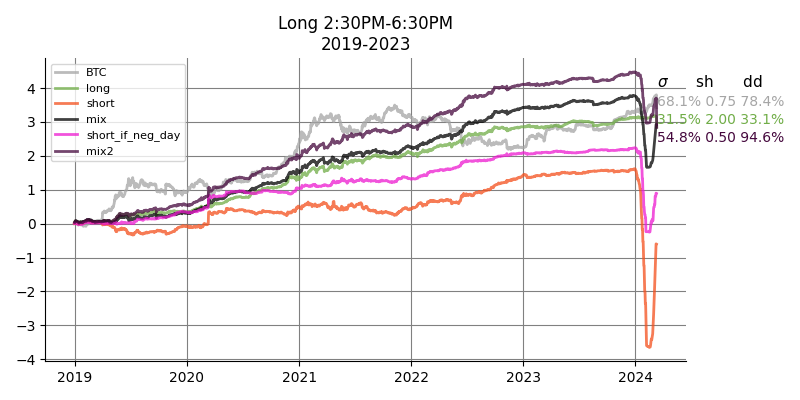 Long 2:30PM-6:30PM
2019-2023
BTC
long
short
mix
short_if_neg_day
mix2
σ sh dd
68.1% 0.75 78.4%
31.5% 2.00 33.1%
54.8% 0.50 94.6%
4
3
2
1
0
−1
−2
−3
−4
2019 2020 2021 2022 2023 2024